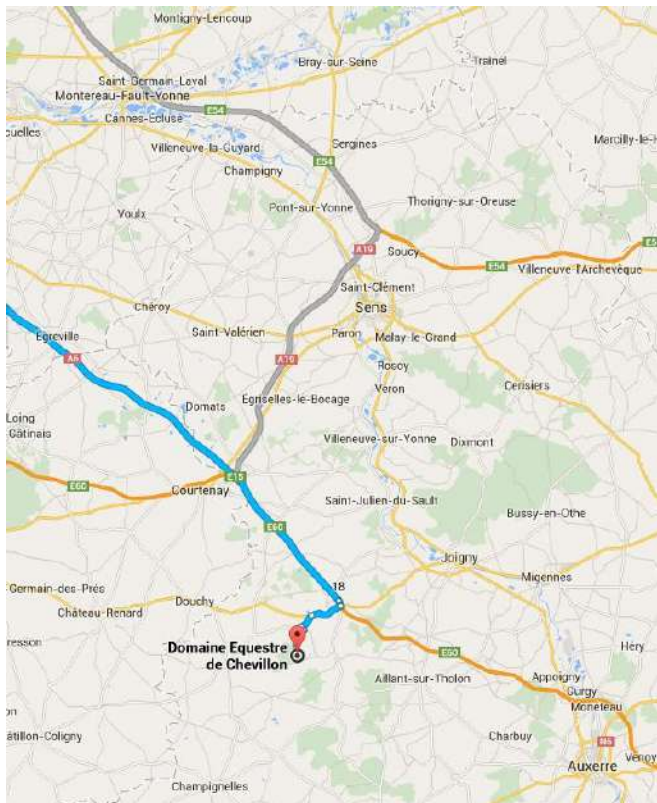 Montigny-Lencoup
Bray-sur-Seine
Trainel
Saint-Germain-Laval
Montereau-Fault-Yonne
E54
Cannes-Ecluse
Sergines
Marcilly-le-H
Villeneuve-la-Guyard
E54
Champigny
Thorigny-sur-Oreuse
Voulx
Pont-sur-Yonne
A19
Soucy
E54
Villeneuve-l'Archevêque
Saint-Clément
Chéroy
Sens
Saint-Valérien
Paron
Malay-le-Grand
Egreville
A6
A19
Rosoy
Veron
Cerisiers
Egriselles-le-Bocage
Domats
Loing
Gâtinais
Villeneuve-sur-Yonne
Dixmont
E15
E60
Courtenay
Saint-Julien-du-Sault
Bussy-en-Othe
E60
Joigny
18
Migennes
Germain-des-Prés
Douchy
Château-Renard
Domaine Equestre
de Chevillon
resson
Héry
E60
Aillant-sur-Tholon
Appoigny
Gurgy
Moneteau
Charbuy
N6
âtillon-Coligny
Auxerre
Champignelles